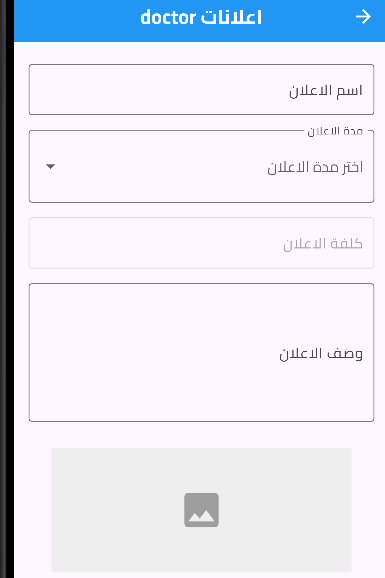 اعلانات doctor
اسم الاعلان
مدة الاعلان
اختر مدة الاعلان
كلفة الاعلان
وصف الاعلان